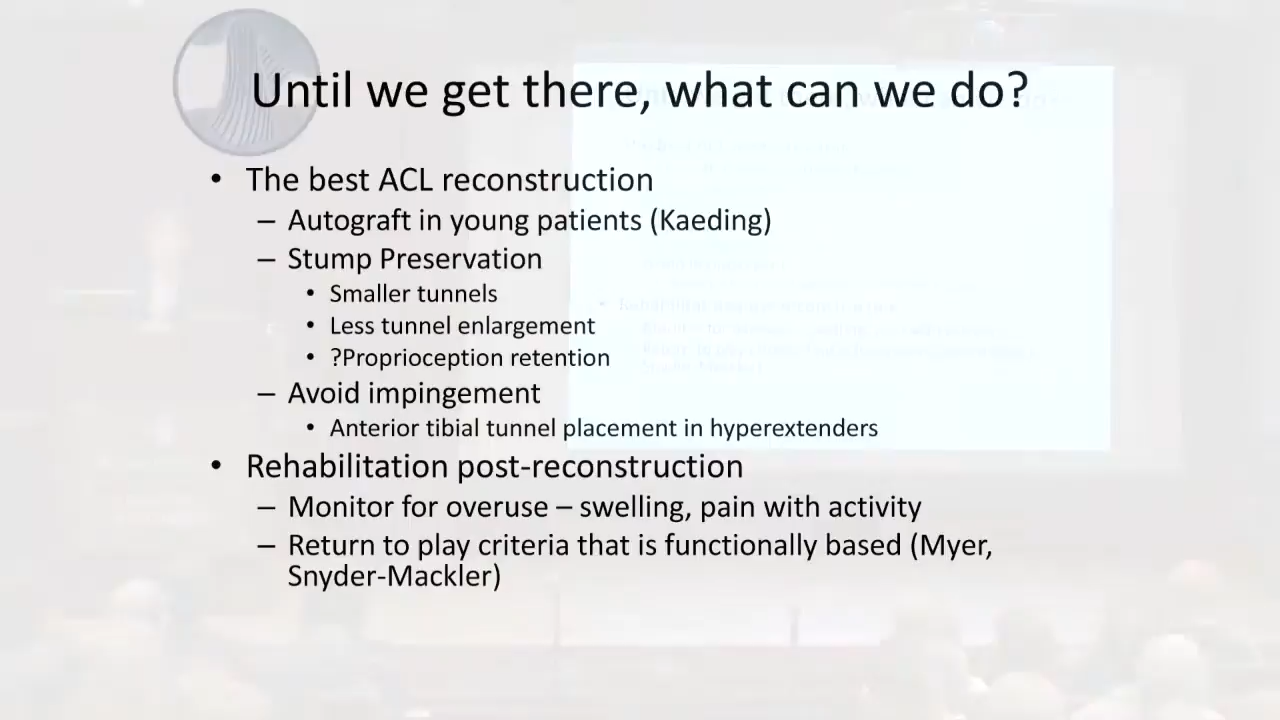 Until we get there, what can we do?
• The best ACL reconstruction
– Autograft in young patients (Kaeding)
– Stump Preservation
• Smaller tunnels
• Less tunnel enlargement
• ?Proprioception retention
– Avoid impingement
• Anterior tibial tunnel placement in hyperextenders
• Rehabilitation post-reconstruction
– Monitor for overuse – swelling, pain with activity
– Return to play criteria that is functionally based (Myer,
Snyder-Mackler)